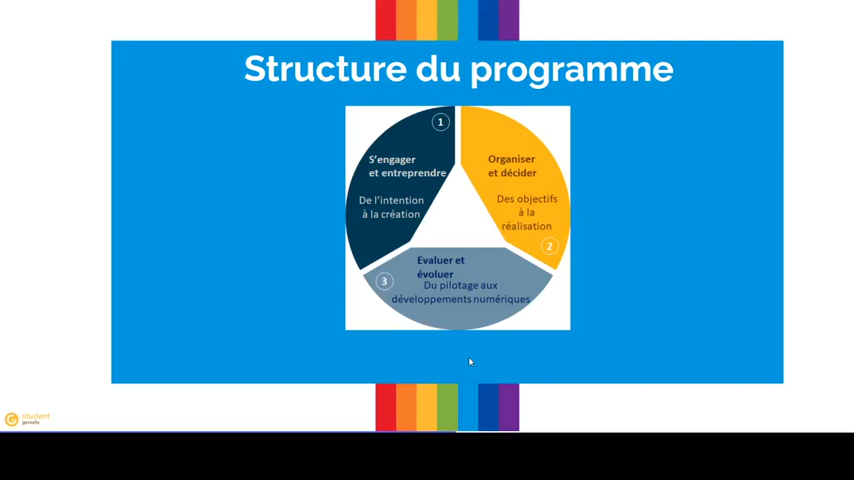 Structure du programme
1
S’engager
et entreprendre
De l’intention
à la création
Organiser
et décider
Des objectifs
à la
réalisation
2
Evaluer et
évoluer
3
Du pilotage aux
développements numériques
student
genially